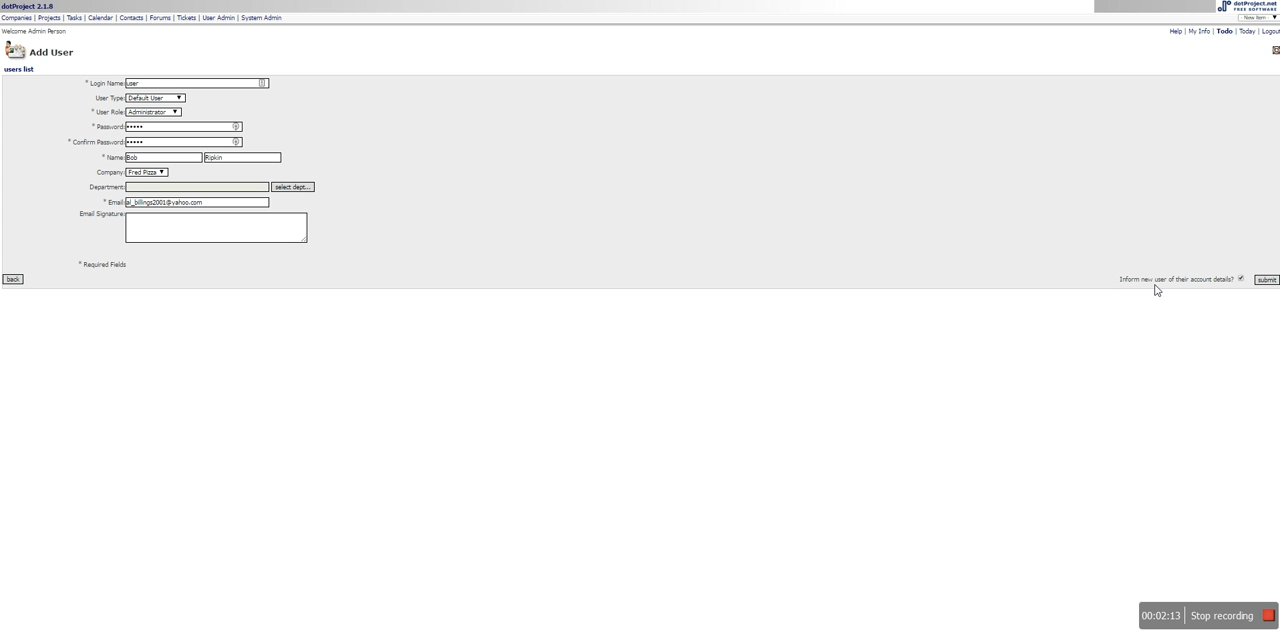 dotProject 2.1.8
dotProject.net
FREE SOFTWARE
Companies | Projects | Tasks | Calendar | Contacts | Forums | Tickets | User Admin | System Admin
- New Item -
Welcome Admin Person
Help | My Info | Todo | Today | Logout
Add User
users list
* Login Name: user
User Type: Default User
* User Role: Administrator
* Password: •••••
* Confirm Password: •••••
* Name: Bob Ripkin
Company: Fred Pizza
Department: select dept...
* Email: al_billings2001@yahoo.com
Email Signature:
* Required Fields
back
Inform new user of their account details?
submit
00:02:13 | Stop recording